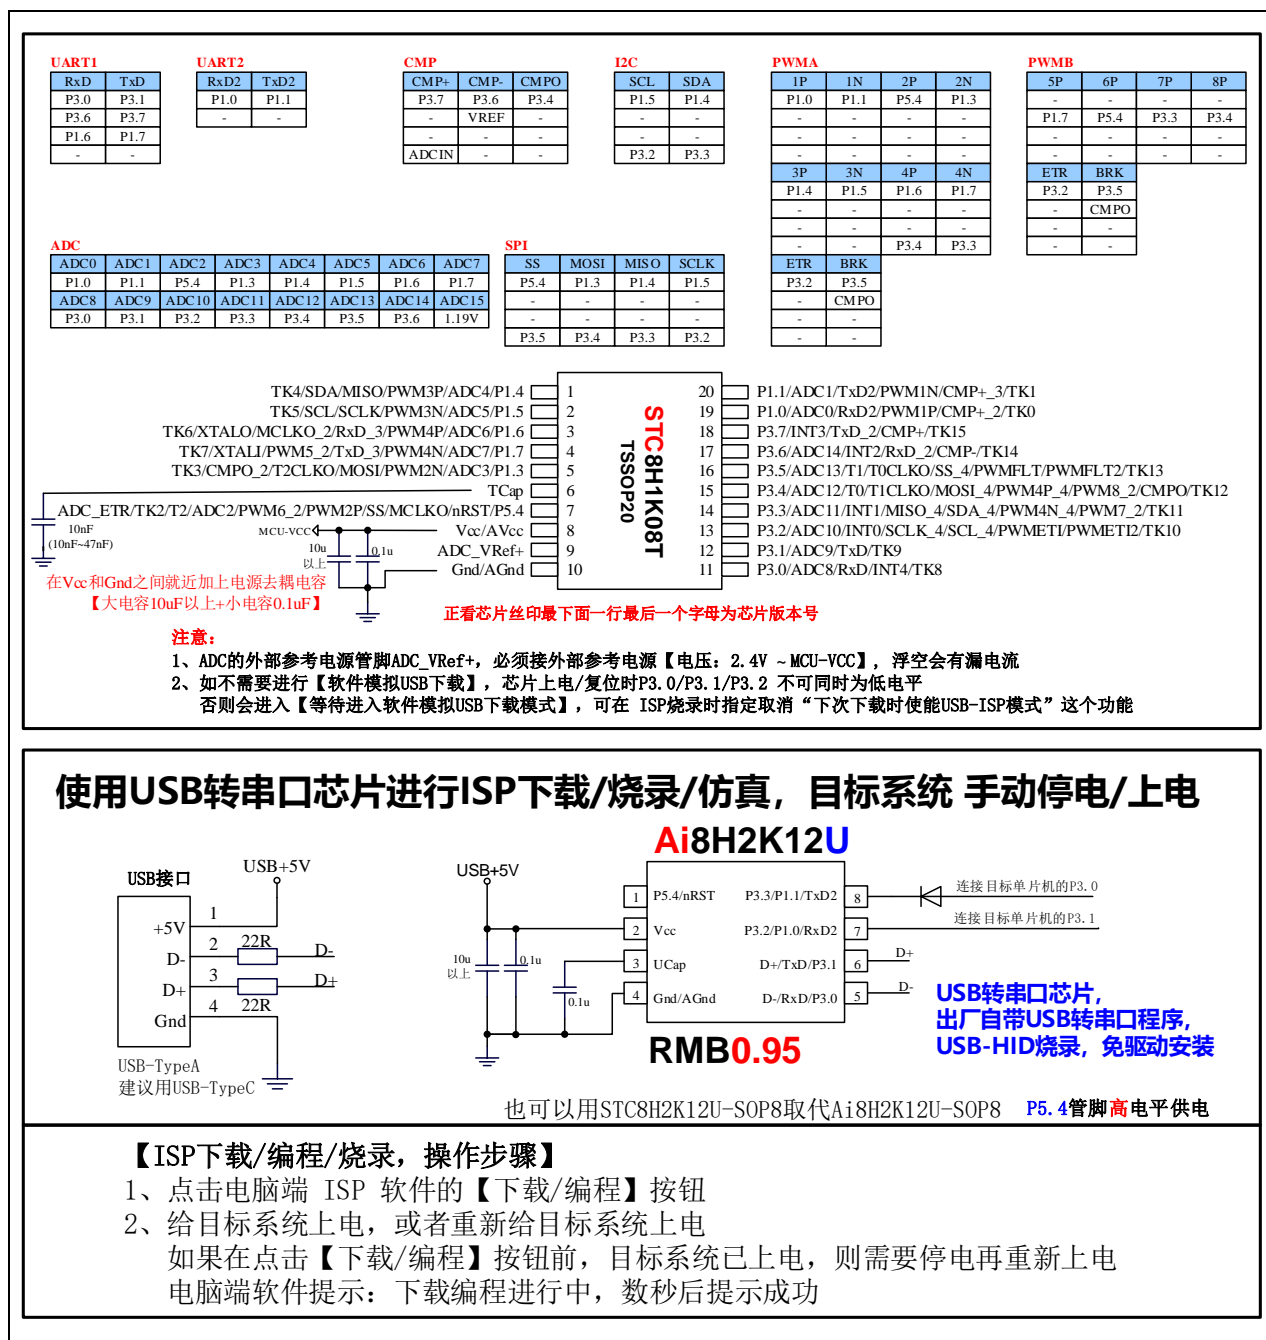 UART1
RxD TxD
P3.0 P3.1
P3.6 P3.7
P1.6 P1.7
- -
UART2
RxD2 TxD2
P1.0 P1.1
- -
CMP
CMP+ CMP- CMPO
P3.7 P3.6 P3.4
- VREF -
- - -
ADCIN - -
I2C
SCL SDA
P1.5 P1.4
- -
- -
P3.2 P3.3
PWMA
1P 1N 2P 2N
P1.0 P1.1 P5.4 P1.3
- - - -
- - - -
- - - -
3P 3N 4P 4N
P1.4 P1.5 P1.6 P1.7
- - - -
- - - -
- - P3.4 P3.3
ETR BRK
P3.2 P3.5
- CMPO
- -
- -
PWMB
5P 6P 7P 8P
- - - -
P1.7 P5.4 P3.3 P3.4
- - - -
- - - -
ETR BRK
P3.2 P3.5
- CMPO
- -
- -
ADC
ADC0 ADC1 ADC2 ADC3 ADC4 ADC5 ADC6 ADC7
P1.0 P1.1 P5.4 P1.3 P1.4 P1.5 P1.6 P1.7
ADC8 ADC9 ADC10 ADC11 ADC12 ADC13 ADC14 ADC15
P3.0 P3.1 P3.2 P3.3 P3.4 P3.5 P3.6 1.19V
SPI
SS MOSI MISO SCLK
P5.4 P1.3 P1.4 P1.5
- - - -
- - - -
P3.5 P3.4 P3.3 P3.2
TK4/SDA/MISO/PWM3P/ADC4/P1.4 1
TK5/SCL/SCLK/PWM3N/ADC5/P1.5 2
TK6/XTALO/MCLKO_2/RxD_3/PWM4P/ADC6/P1.6 3
TK7/XTALI/PWM5_2/TxD_3/PWM4N/ADC7/P1.7 4
TK3/CMPO_2/T2CLKO/MOSI/PWM2N/ADC3/P1.3 5
TCap 6
ADC_ETR/TK2/T2/ADC2/PWM6_2/PWM2P/SS/MCLKO/nRST/P5.4 7
Vcc/AVcc 8
ADC_VRef+ 9
Gnd/AGnd 10
STC8H1K08T
TSSOP20
20 P1.1/ADC1/TxD2/PWM1N/CMP+_3/TK1
19 P1.0/ADC0/RxD2/PWM1P/CMP+_2/TK0
18 P3.7/INT3/TxD_2/CMP+/TK15
17 P3.6/ADC14/INT2/RxD_2/CMP-/TK14
16 P3.5/ADC13/T1/T0CLKO/SS_4/PWMFLT/PWMFLT2/TK13
15 P3.4/ADC12/T0/T1CLKO/MOSI_4/PWM4P_4/PWM8_2/CMPO/TK12
14 P3.3/ADC11/INT1/MISO_4/SDA_4/PWM4N_4/PWM7_2/TK11
13 P3.2/ADC10/INT0/SCLK_4/SCL_4/PWMETI/PWMETI2/TK10
12 P3.1/ADC9/TxD/TK9
11 P3.0/ADC8/RxD/INT4/TK8
10nF
(10nF~47nF)
MCU-VCC
10u
以上
0.1u
在Vcc和Gnd之间就近加上电源去耦电容
【大电容10uF以上+小电容0.1uF】
正看芯片丝印最下面一行最后一个字母为芯片版本号
注意：
1、ADC的外部参考电源管脚ADC_VRef+，必须接外部参考电源【电压：2.4V ~ MCU-VCC】, 浮空会有漏电流
2、如不需要进行【软件模拟USB下载】，芯片上电/复位时P3.0/P3.1/P3.2 不可同时为低电平
否则会进入【等待进入软件模拟USB下载模式】，可在 ISP烧录时指定取消“下次下载时使能USB-ISP模式”这个功能
使用USB转串口芯片进行ISP下载/烧录/仿真，目标系统 手动停电/上电
USB接口
USB+5V
+5V 1
D- 2 22R D-
D+ 3 22R D+
Gnd 4
USB-TypeA
建议用USB-TypeC
Ai8H2K12U
USB+5V
10u
以上
0.1u
0.1u
1 P5.4/nRST
2 Vcc
3 UCap
4 Gnd/AGnd
P3.3/P1.1/TxD2 8 连接目标单片机的P3.0
P3.2/P1.0/RxD2 7 连接目标单片机的P3.1
D+/TxD/P3.1 6 D+
D-/RxD/P3.0 5 D-
RMB0.95
USB转串口芯片，
出厂自带USB转串口程序，
USB-HID烧录，免驱动安装
也可以用STC8H2K12U-SOP8取代Ai8H2K12U-SOP8
P5.4管脚高电平供电
【ISP下载/编程/烧录，操作步骤】
1、点击电脑端 ISP 软件的【下载/编程】按钮
2、给目标系统上电，或者重新给目标系统上电
如果在点击【下载/编程】按钮前，目标系统已上电，则需要停电再重新上电
电脑端软件提示：下载编程进行中，数秒后提示成功